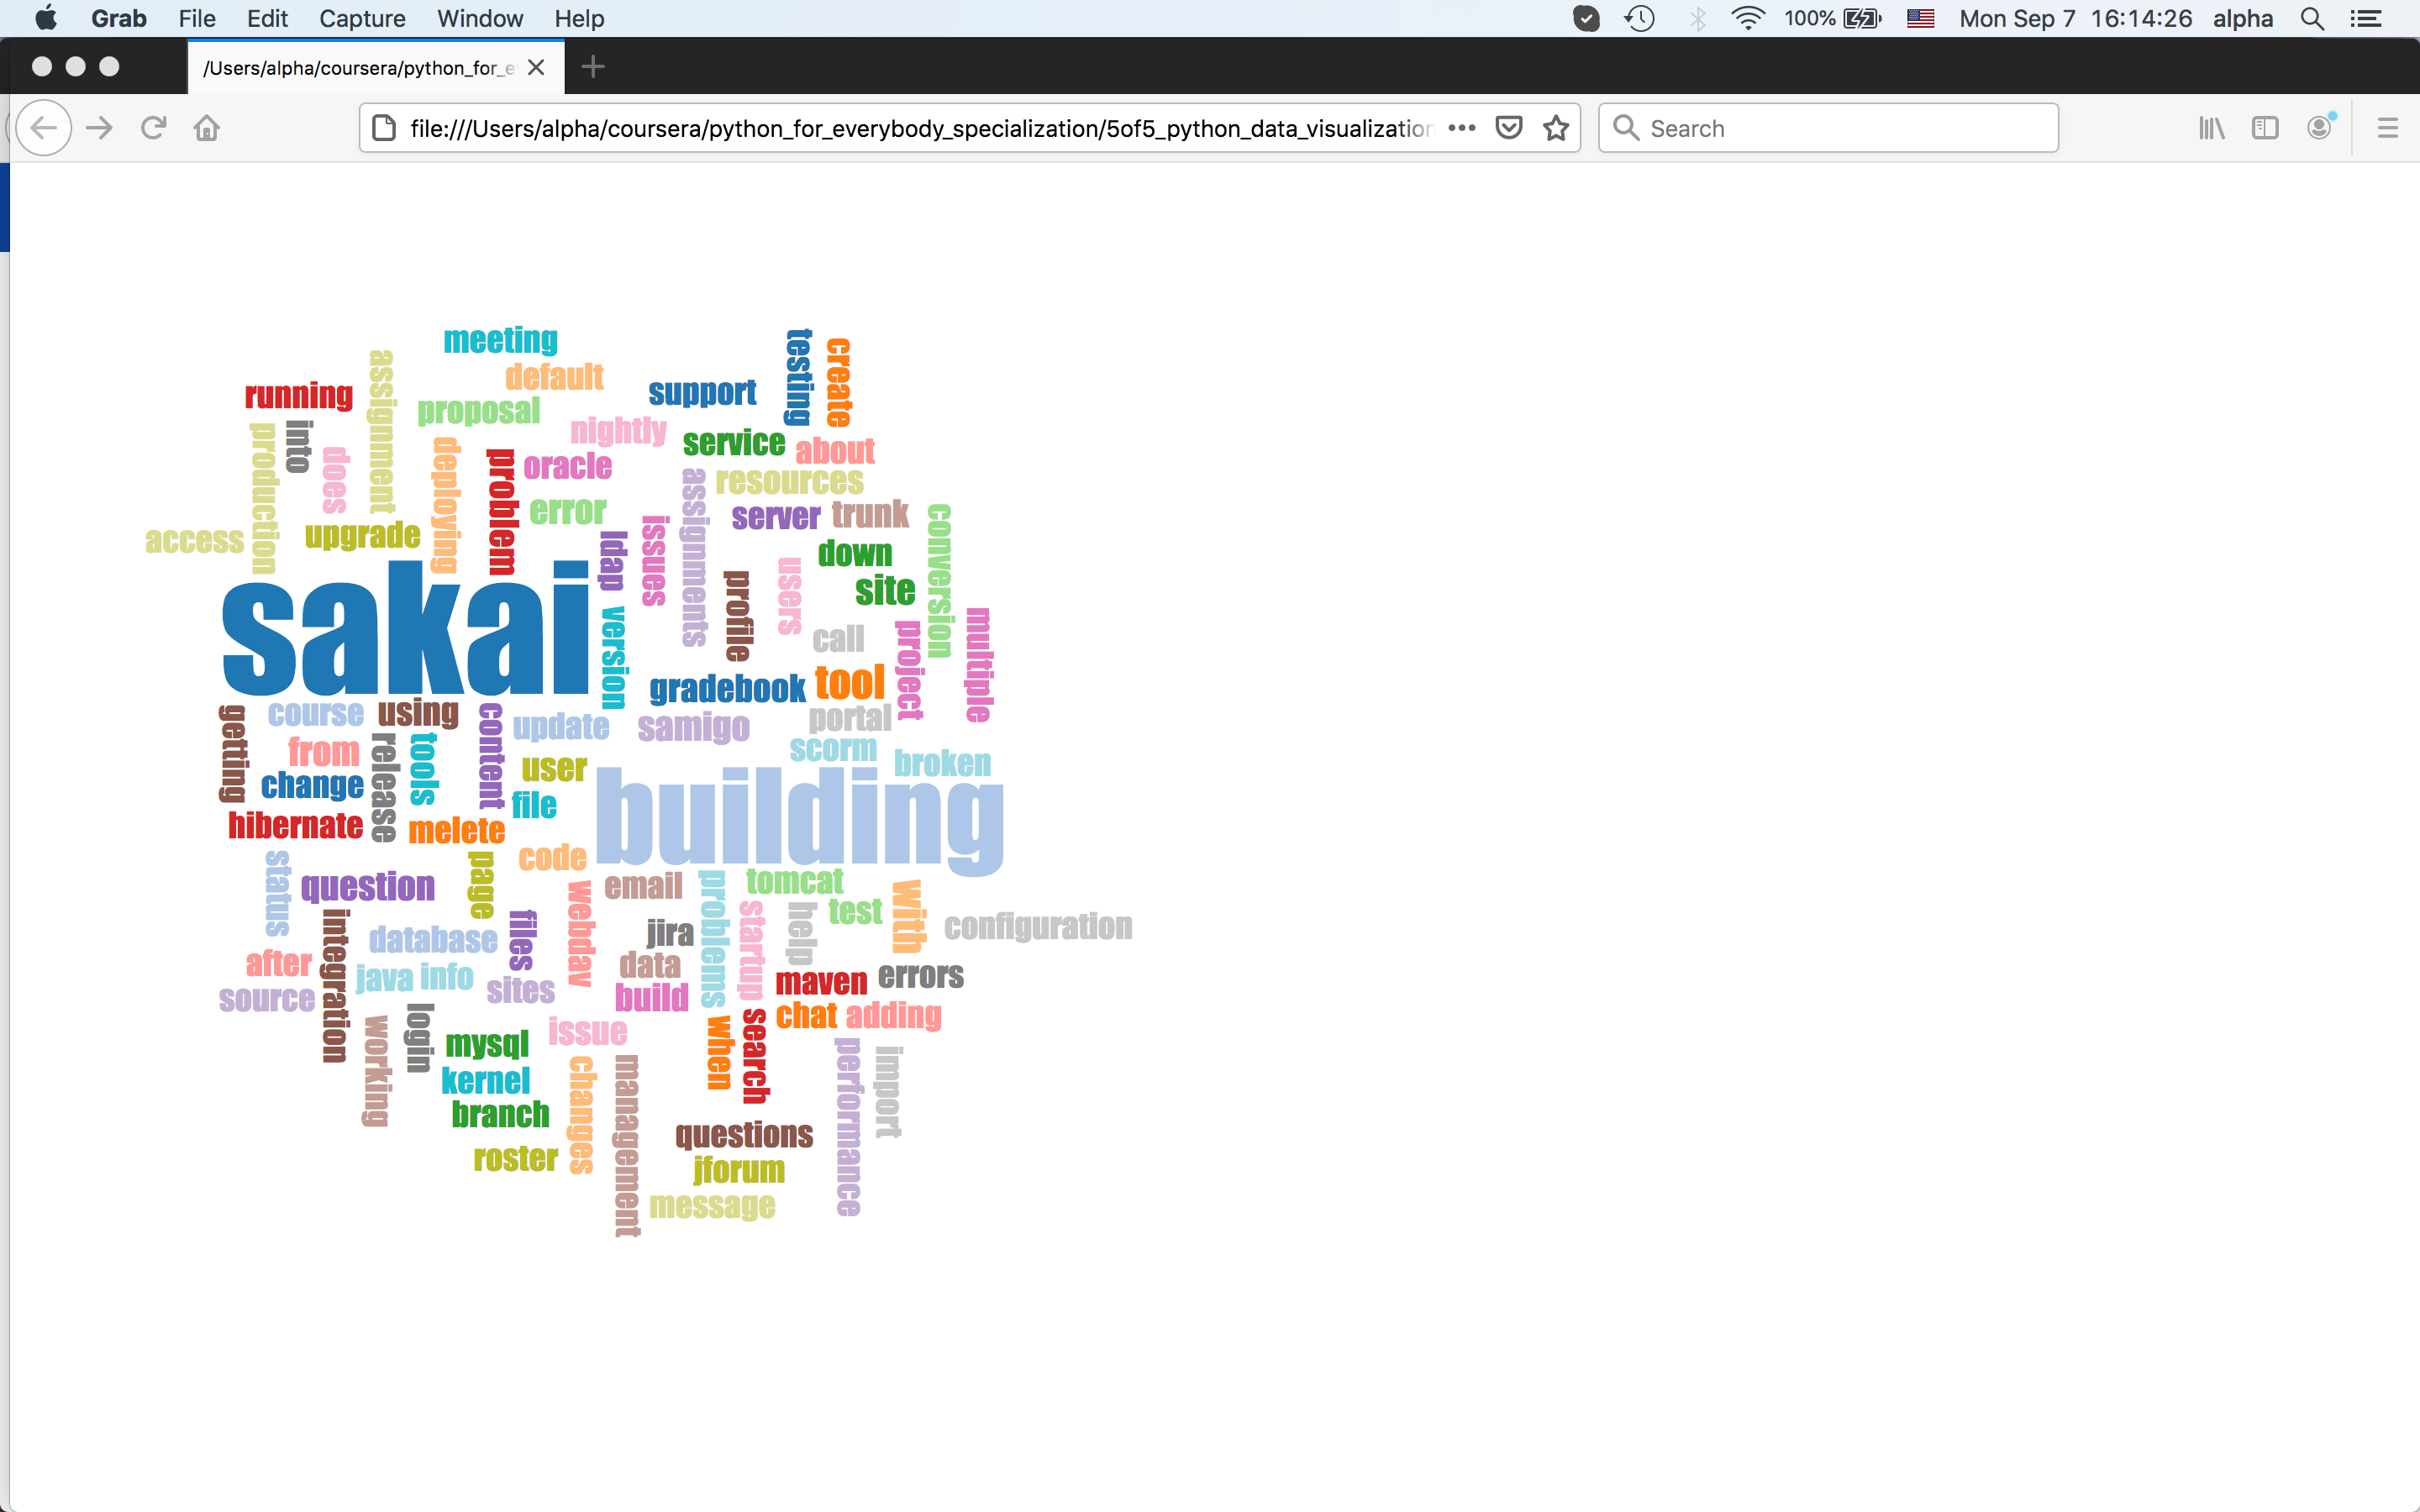 Grab File Edit Capture Window Help 100% Mon Sep 7 16:14:26 alpha
/Users/alpha/coursera/python_for_e
file:///Users/alpha/coursera/python_for_everybody_specialization/5of5_python_data_visualization Search
meeting
testing
create
default
assignment
running
support
proposal
nightly
into
production
service
about
deploying
does
problem
oracle
resources
assignments
error
server
trunk
conversion
issues
access
upgrade
ldap
down
users
profile
site
sakai
version
multiple
project
call
gradebook
tool
getting
course
using
content
update
samigo
portal
from
release
tools
scorm
broken
change
user
building
file
hibernate
melete
status
page
code
question
webdav
email
problems
tomcat
startup
help
test
with
configuration
integration
files
database
jira
after
java
info
data
maven
errors
source
sites
build
login
working
when
search
chat
adding
mysql
issue
performance
import
kernel
changes
management
branch
questions
roster
jforum
message